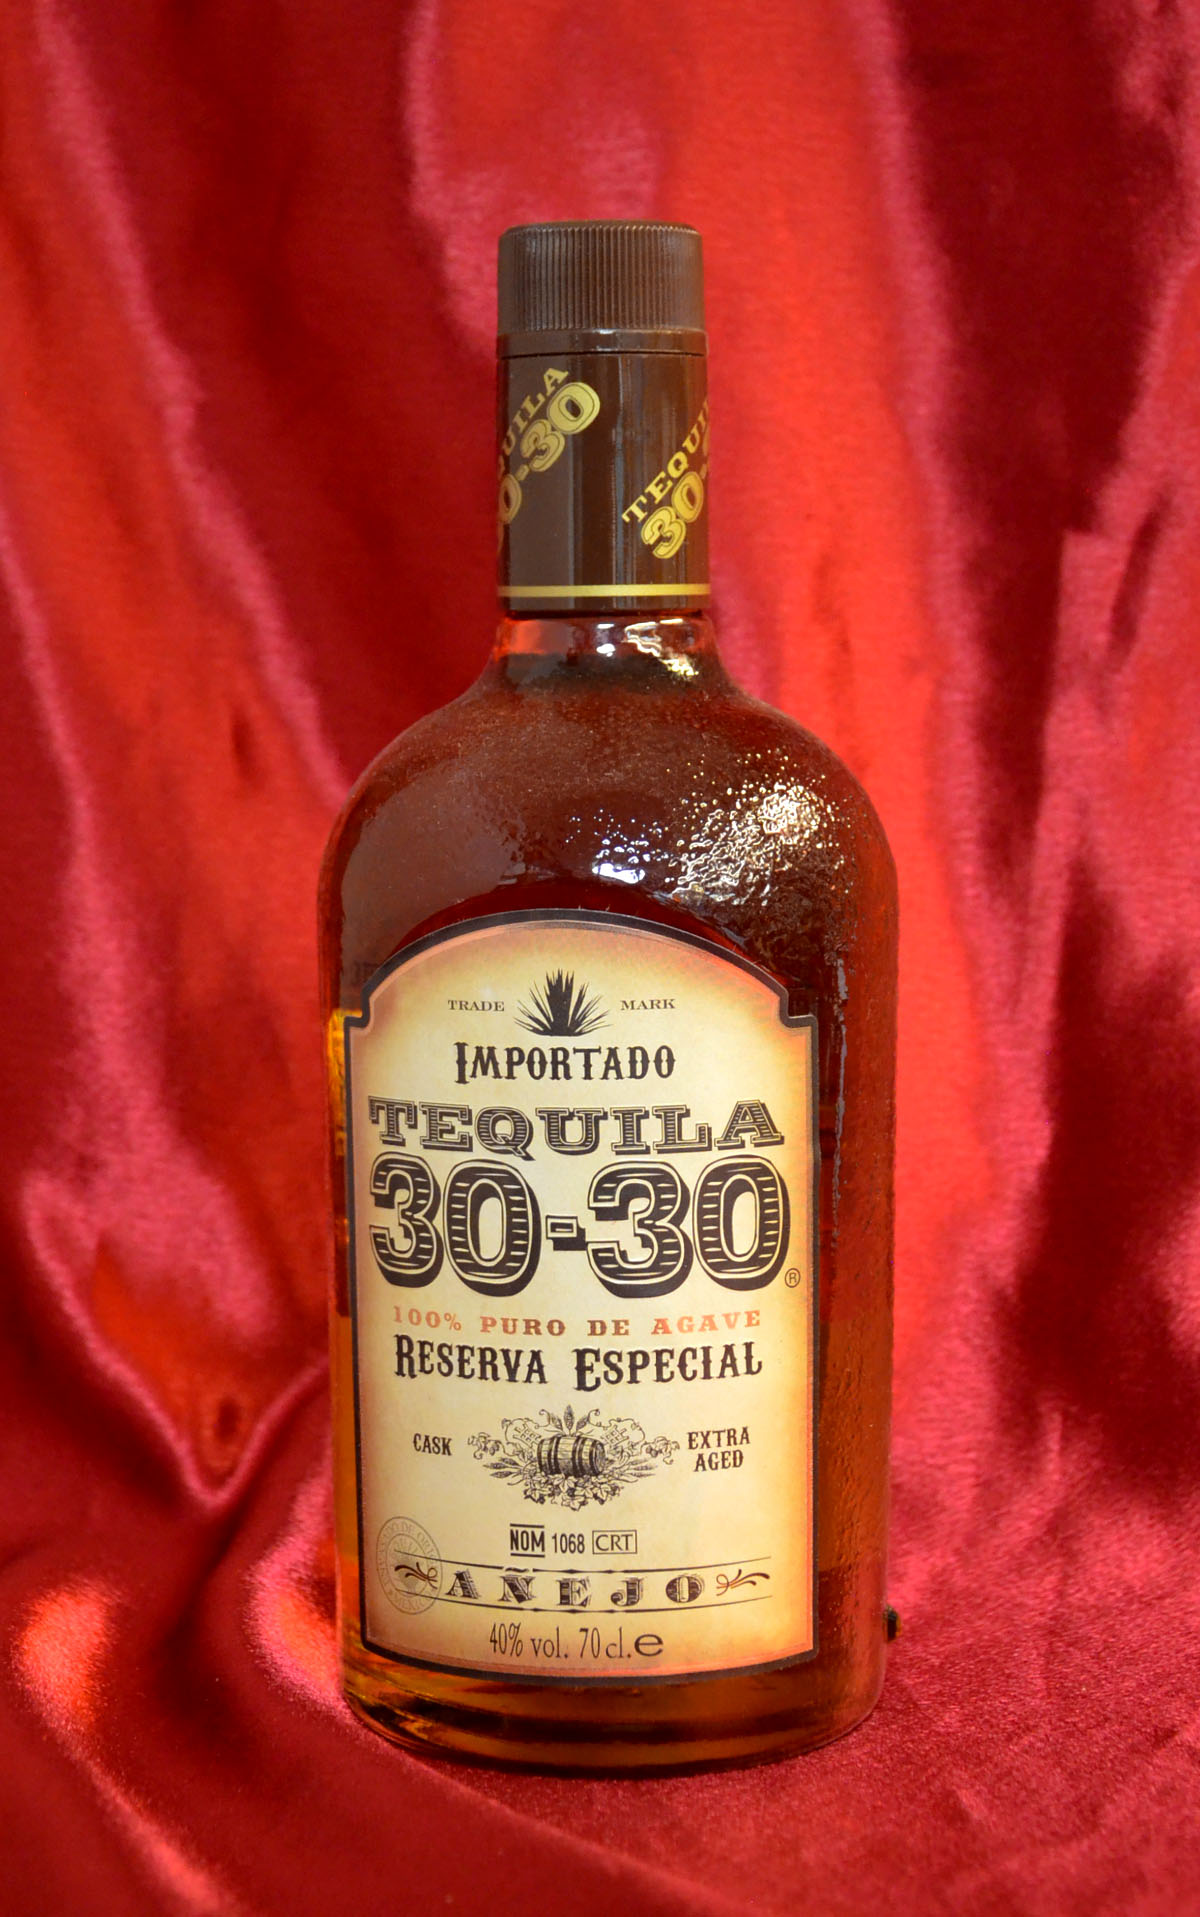 TEQUILA
30-30
TRADE MARK
IMPORTADO
TEQUILA
30-30
®
100% PURO DE AGAVE
RESERVA ESPECIAL
CASK EXTRA
AGED
NOM 1068 CRT
AÑEJO
40% vol. 70 cl. e